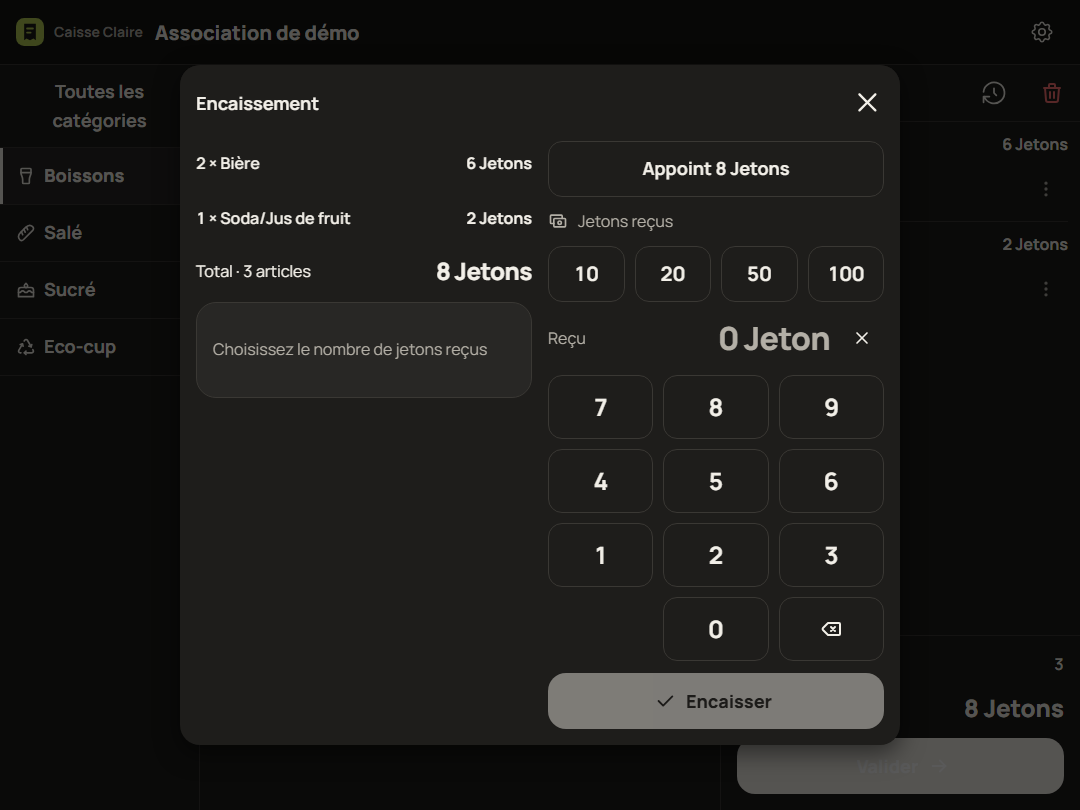 Caisse Claire Association de démo
Toutes les
catégories
Boissons
Salé
Sucré
Eco-cup
Encaissement
2 × Bière 6 Jetons
1 × Soda/Jus de fruit 2 Jetons
Total · 3 articles 8 Jetons
Choisissez le nombre de jetons reçus
Appoint 8 Jetons
Jetons reçus
10 20 50 100
Reçu 0 Jeton
7 8 9
4 5 6
1 2 3
0
Encaisser
6 Jetons
2 Jetons
3
8 Jetons
Valider